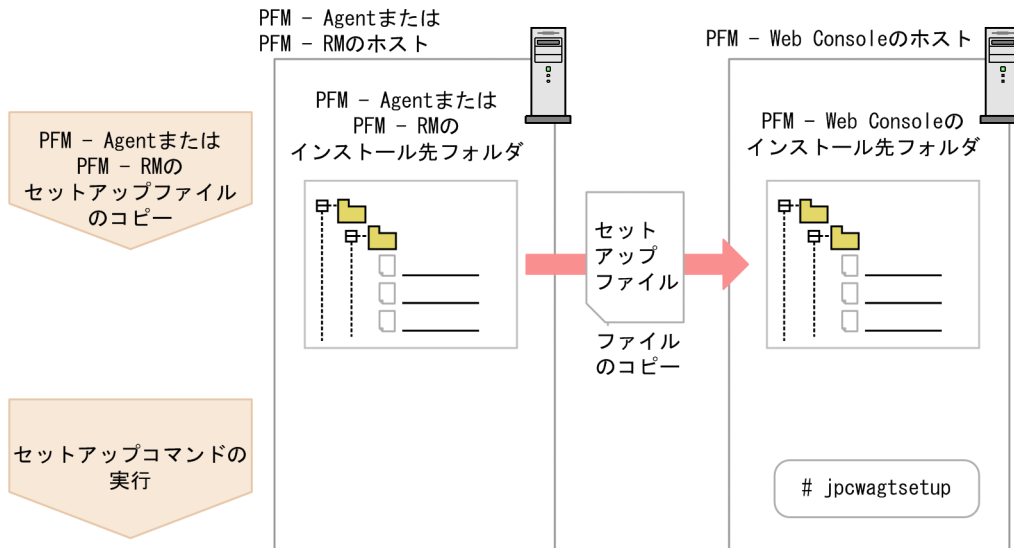 PFM - Agentまたは
PFM - RMのホスト
PFM - Web Consoleのホスト
PFM - Agentまたは
PFM - RMの
セットアップファイル
のコピー
PFM - Agentまたは
PFM - RMの
インストール先フォルダ
セット
アップ
ファイル
ファイル
のコピー
PFM - Web Consoleの
インストール先フォルダ
セットアップコマンドの
実行
# jpcwagtsetup